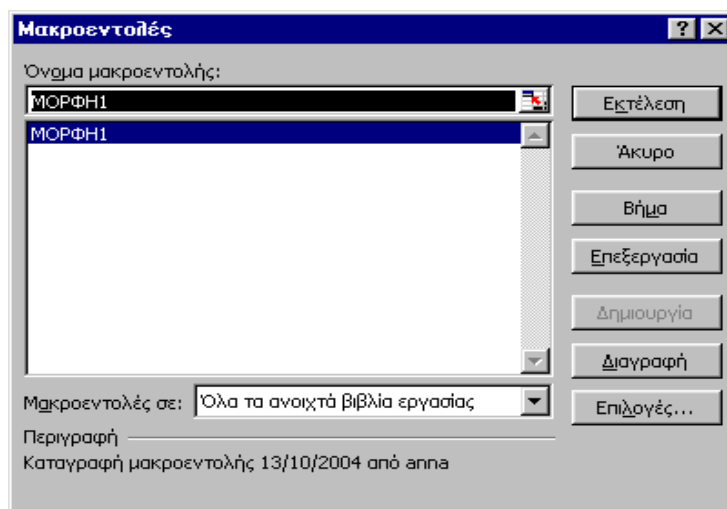 Μακροεντολές
Όνομα μακροεντολής:
ΜΟΡΦΗ1
ΜΟΡΦΗ1
Εκτέλεση
Άκυρο
Βήμα
Επεξεργασία
Δημιουργία
Διαγραφή
Επιλογές...
Μακροεντολές σε: Όλα τα ανοιχτά βιβλία εργασίας
Περιγραφή
Καταγραφή μακροεντολής 13/10/2004 από anna